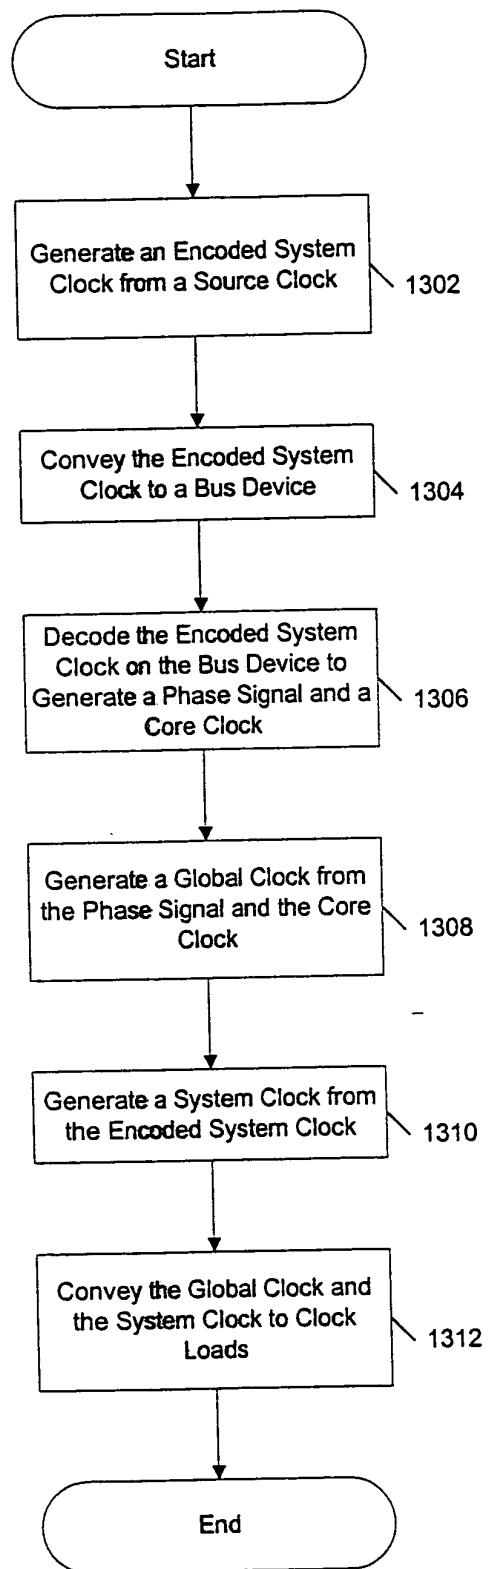 Start
Generate an Encoded System
Clock from a Source Clock
1302
Convey the Encoded System
Clock to a Bus Device
1304
Decode the Encoded System
Clock on the Bus Device to
Generate a Phase Signal and a
Core Clock
1306
Generate a Global Clock from
the Phase Signal and the Core
Clock
1308
Generate a System Clock from
the Encoded System Clock
1310
Convey the Global Clock and
the System Clock to Clock
Loads
1312
End